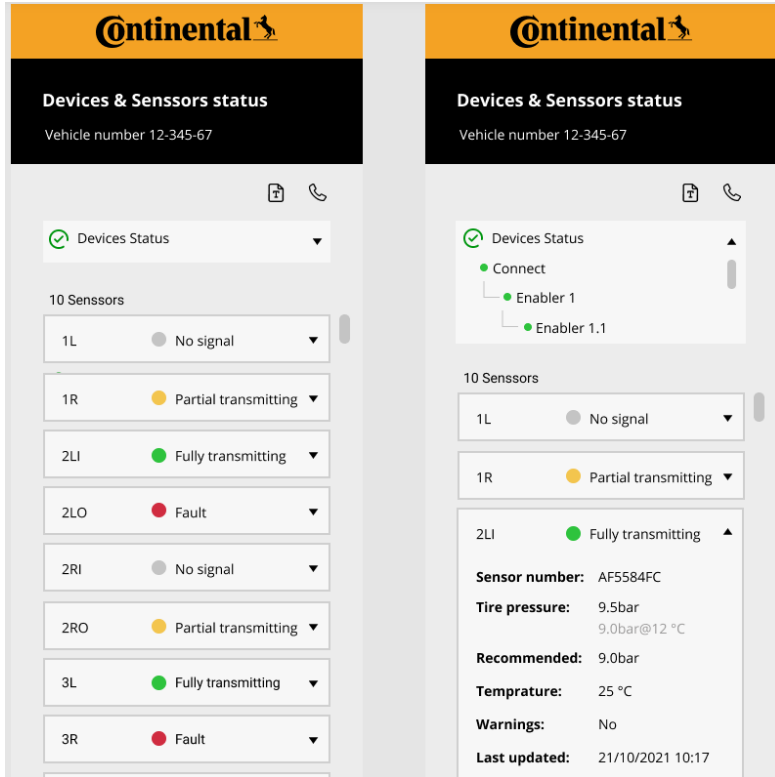 Continental
Devices & Senssors status
Vehicle number 12-345-67
T
Devices Status
10 Senssors
1L No signal
1R Partial transmitting
2LI Fully transmitting
2LO Fault
2RI No signal
2RO Partial transmitting
3L Fully transmitting
3R Fault
Continental
Devices & Senssors status
Vehicle number 12-345-67
T
Devices Status
Connect
Enabler 1
Enabler 1.1
10 Senssors
1L No signal
1R Partial transmitting
2LI Fully transmitting
Sensor number: AF5584FC
Tire pressure: 9.5bar
9.0bar@12 °C
Recommended: 9.0bar
Temprature: 25 °C
Warnings: No
Last updated: 21/10/2021 10:17